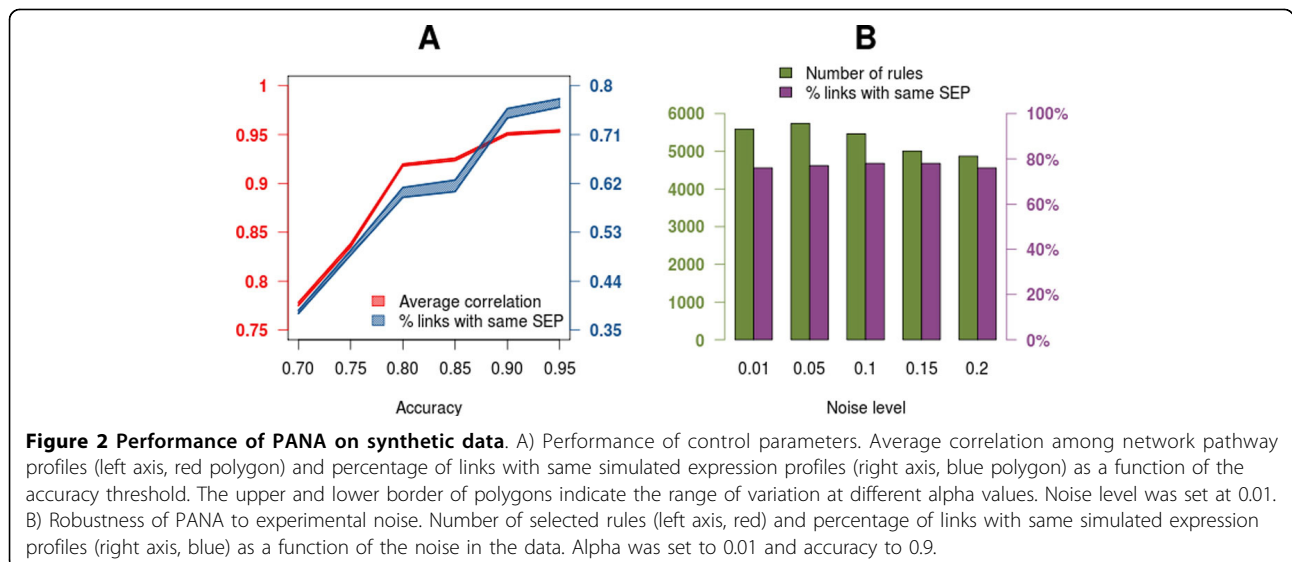 A
B
Number of rules
% links with same SEP
1
0.95
0.9
0.85
0.8
0.75
0.8
0.71
0.62
0.53
0.44
0.35
Average correlation
% links with same SEP
0.70 0.75 0.80 0.85 0.90 0.95
Accuracy
6000
5000
4000
3000
2000
1000
0
100%
80%
60%
40%
20%
0%
0.01 0.05 0.1 0.15 0.2
Noise level
Figure 2 Performance of PANA on synthetic data. A) Performance of control parameters. Average correlation among network pathway
profiles (left axis, red polygon) and percentage of links with same simulated expression profiles (right axis, blue polygon) as a function of the
accuracy threshold. The upper and lower border of polygons indicate the range of variation at different alpha values. Noise level was set at 0.01.
B) Robustness of PANA to experimental noise. Number of selected rules (left axis, red) and percentage of links with same simulated expression
profiles (right axis, blue) as a function of the noise in the data. Alpha was set to 0.01 and accuracy to 0.9.